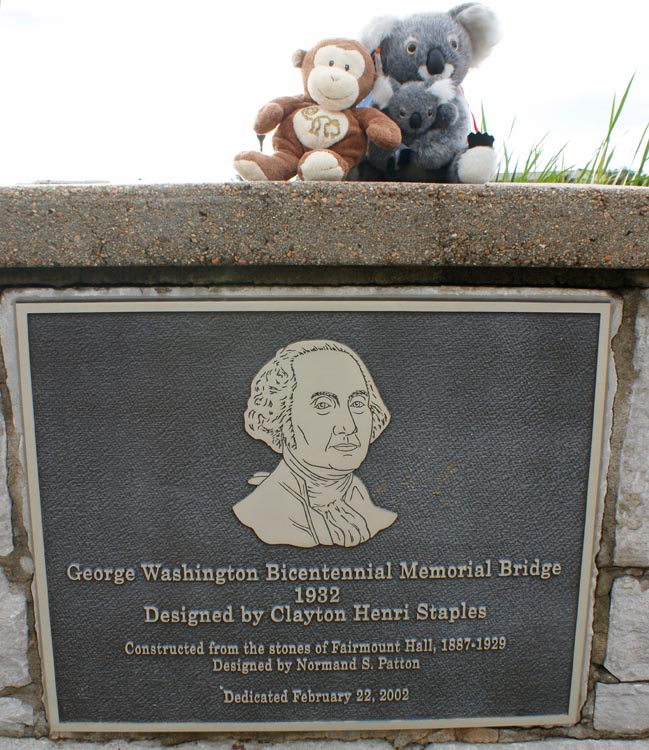 George Washington Bicentennial Memorial Bridge
1932
Designed by Clayton Henri Staples
Constructed from the stones of Fairmount Hall, 1887-1929
Designed by Normand S. Patton
Dedicated February 22, 2002